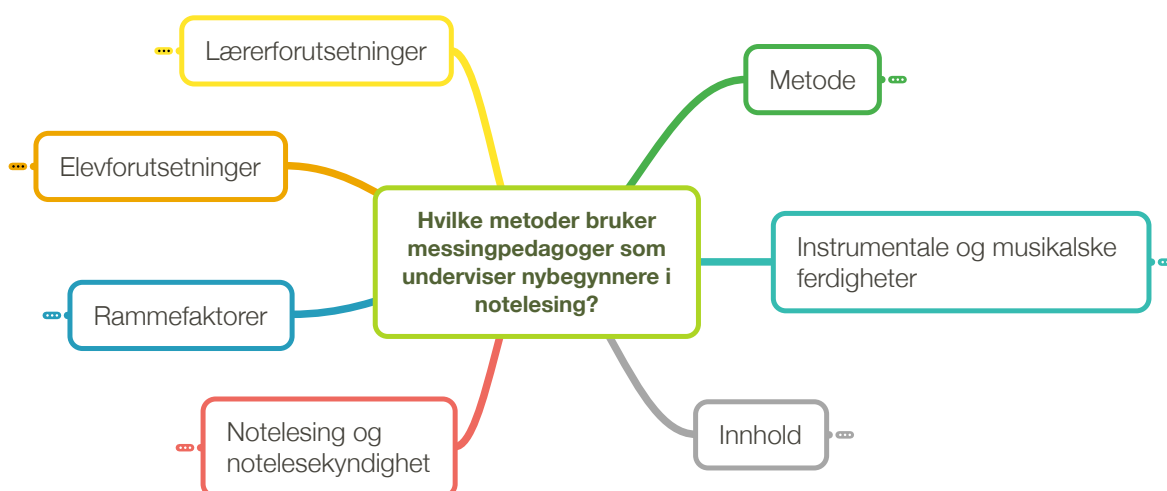 Lærerforutsetninger
Metode
Elevforutsetninger
Hvilke metoder bruker
messingpedagoger som
underviser nybegynnere i
notelesing?
Instrumentale og musikalske
ferdigheter
Rammefaktorer
Notelesing og
notelesekyndighet
Innhold